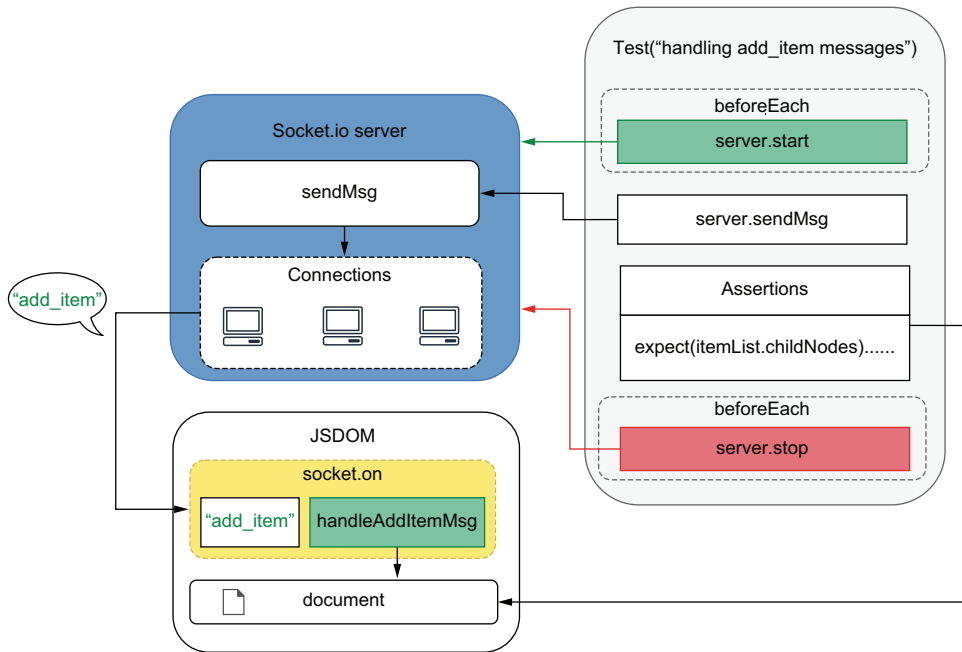 Test(“handling add_item messages”)
beforeEach
server.start
Socket.io server
sendMsg
server.sendMsg
Connections
“add_item”
Assertions
expect(itemList.childNodes)......
beforeEach
server.stop
JSDOM
socket.on
“add_item”
handleAddItemMsg
document